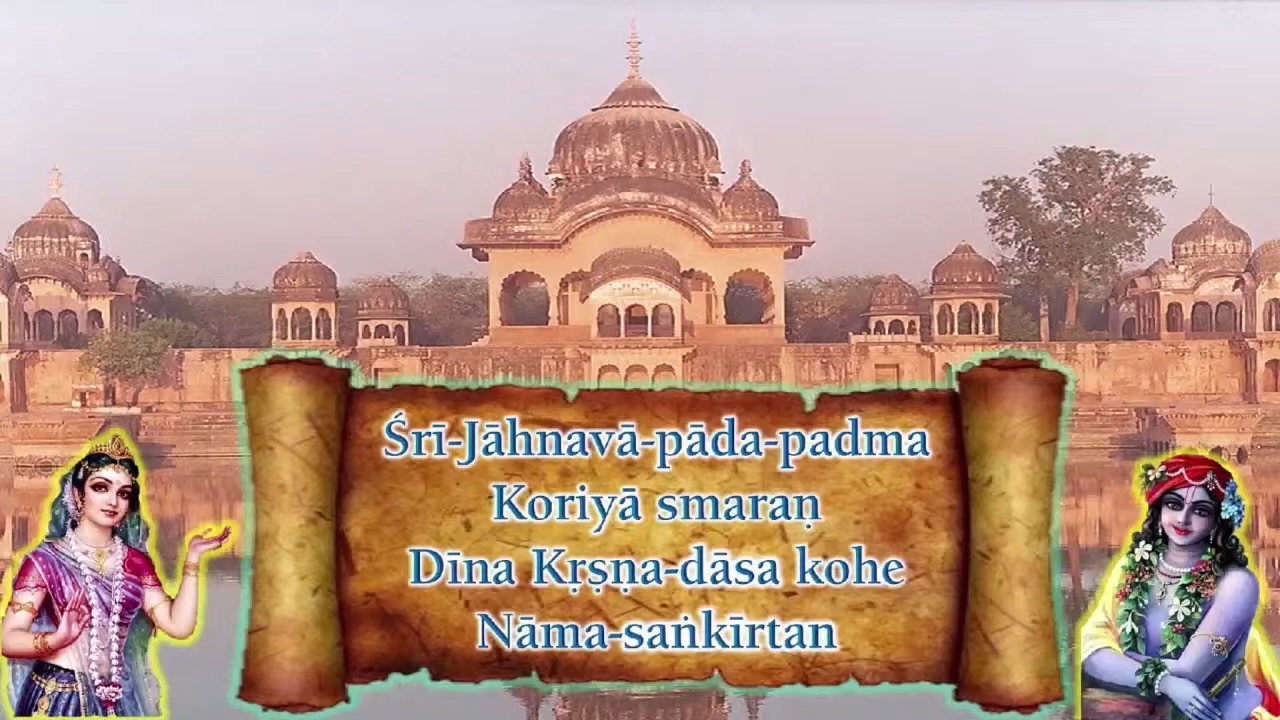 Śrī-Jāhnavā-pāda-padma
Koriyā smaraṇ
Dīna Kṛṣṇa-dāsa kohe
Nāma-saṅkīrtan